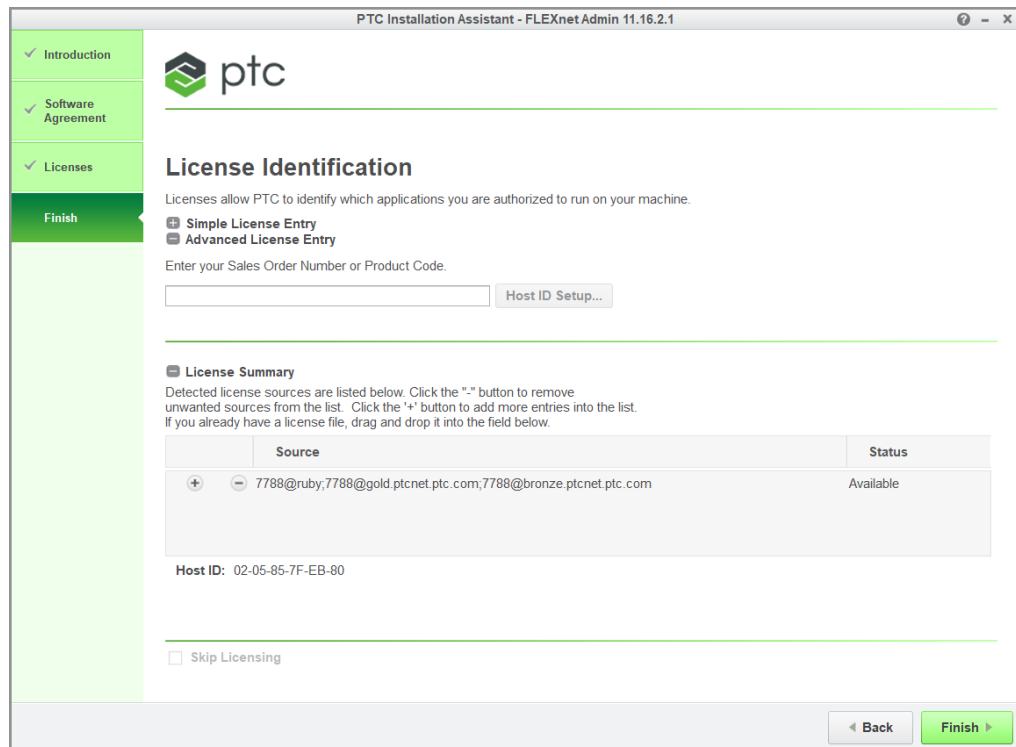 PTC Installation Assistant - FLEXnet Admin 11.16.2.1
Introduction
Software
Agreement
Licenses
Finish
ptc
License Identification
Licenses allow PTC to identify which applications you are authorized to run on your machine.
Simple License Entry
Advanced License Entry
Enter your Sales Order Number or Product Code.
Host ID Setup...
License Summary
Detected license sources are listed below. Click the "-" button to remove
unwanted sources from the list. Click the '+' button to add more entries into the list.
If you already have a license file, drag and drop it into the field below.
Source Status
7788@ruby;7788@gold.ptcnet.ptc.com;7788@bronze.ptcnet.ptc.com Available
Host ID: 02-05-85-7F-EB-80
Skip Licensing
Back Finish